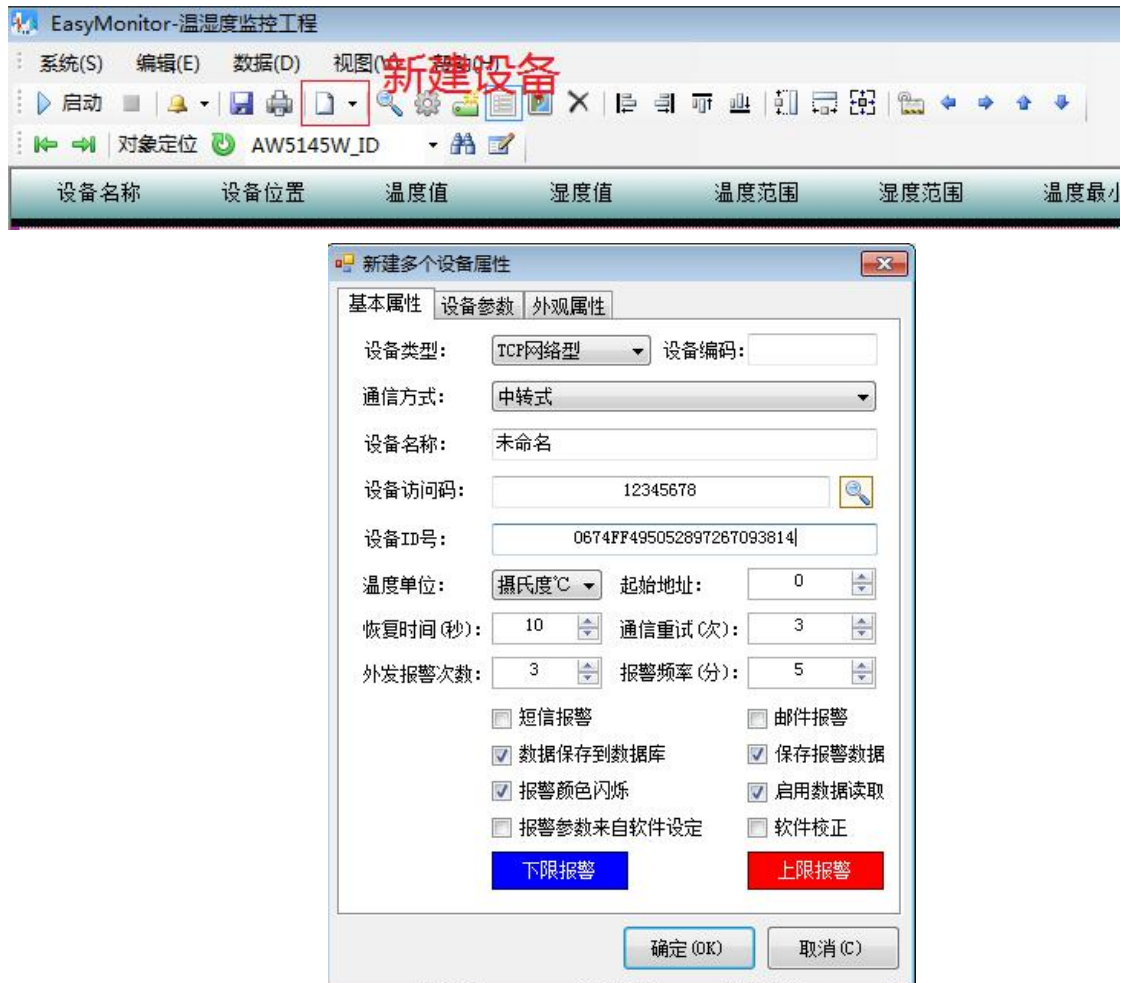 EasyMonitor-温湿度监控工程
系统(S) 编辑(E) 数据(D) 视图(V) 帮助(H)
新建设备
启动
对象定位 AW5145W_ID
设备名称 设备位置 温度值 湿度值 温度范围 湿度范围 温度最小
新建多个设备属性
基本属性 设备参数 外观属性
设备类型: TCP网络型 设备编码:
通信方式: 中转式
设备名称: 未命名
设备访问码: 12345678
设备ID号: 0674FF495052897267093814
温度单位: 摄氏度℃ 起始地址: 0
恢复时间(秒): 10 通信重试(次): 3
外发报警次数: 3 报警频率(分): 5
短信报警 邮件报警
数据保存到数据库 保存报警数据
报警颜色闪烁 启用数据读取
报警参数来自软件设定 软件校正
下限报警 上限报警
确定(OK) 取消(C)